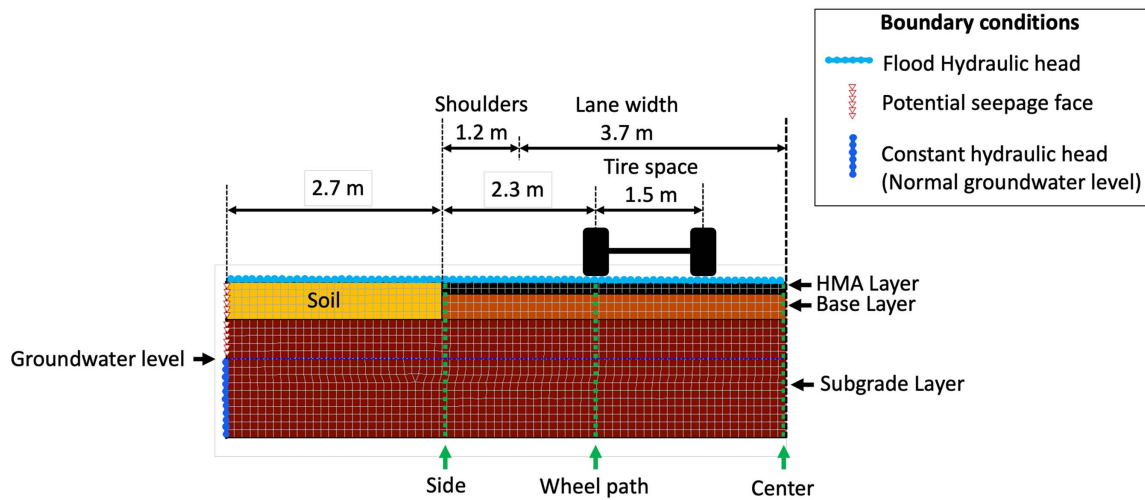 Boundary conditions
Flood Hydraulic head
Potential seepage face
Constant hydraulic head
(Normal groundwater level)
Shoulders
Lane width
1.2 m
3.7 m
Tire space
2.7 m
2.3 m
1.5 m
HMA Layer
Soil
Base Layer
Groundwater level
Subgrade Layer
Side
Wheel path
Center